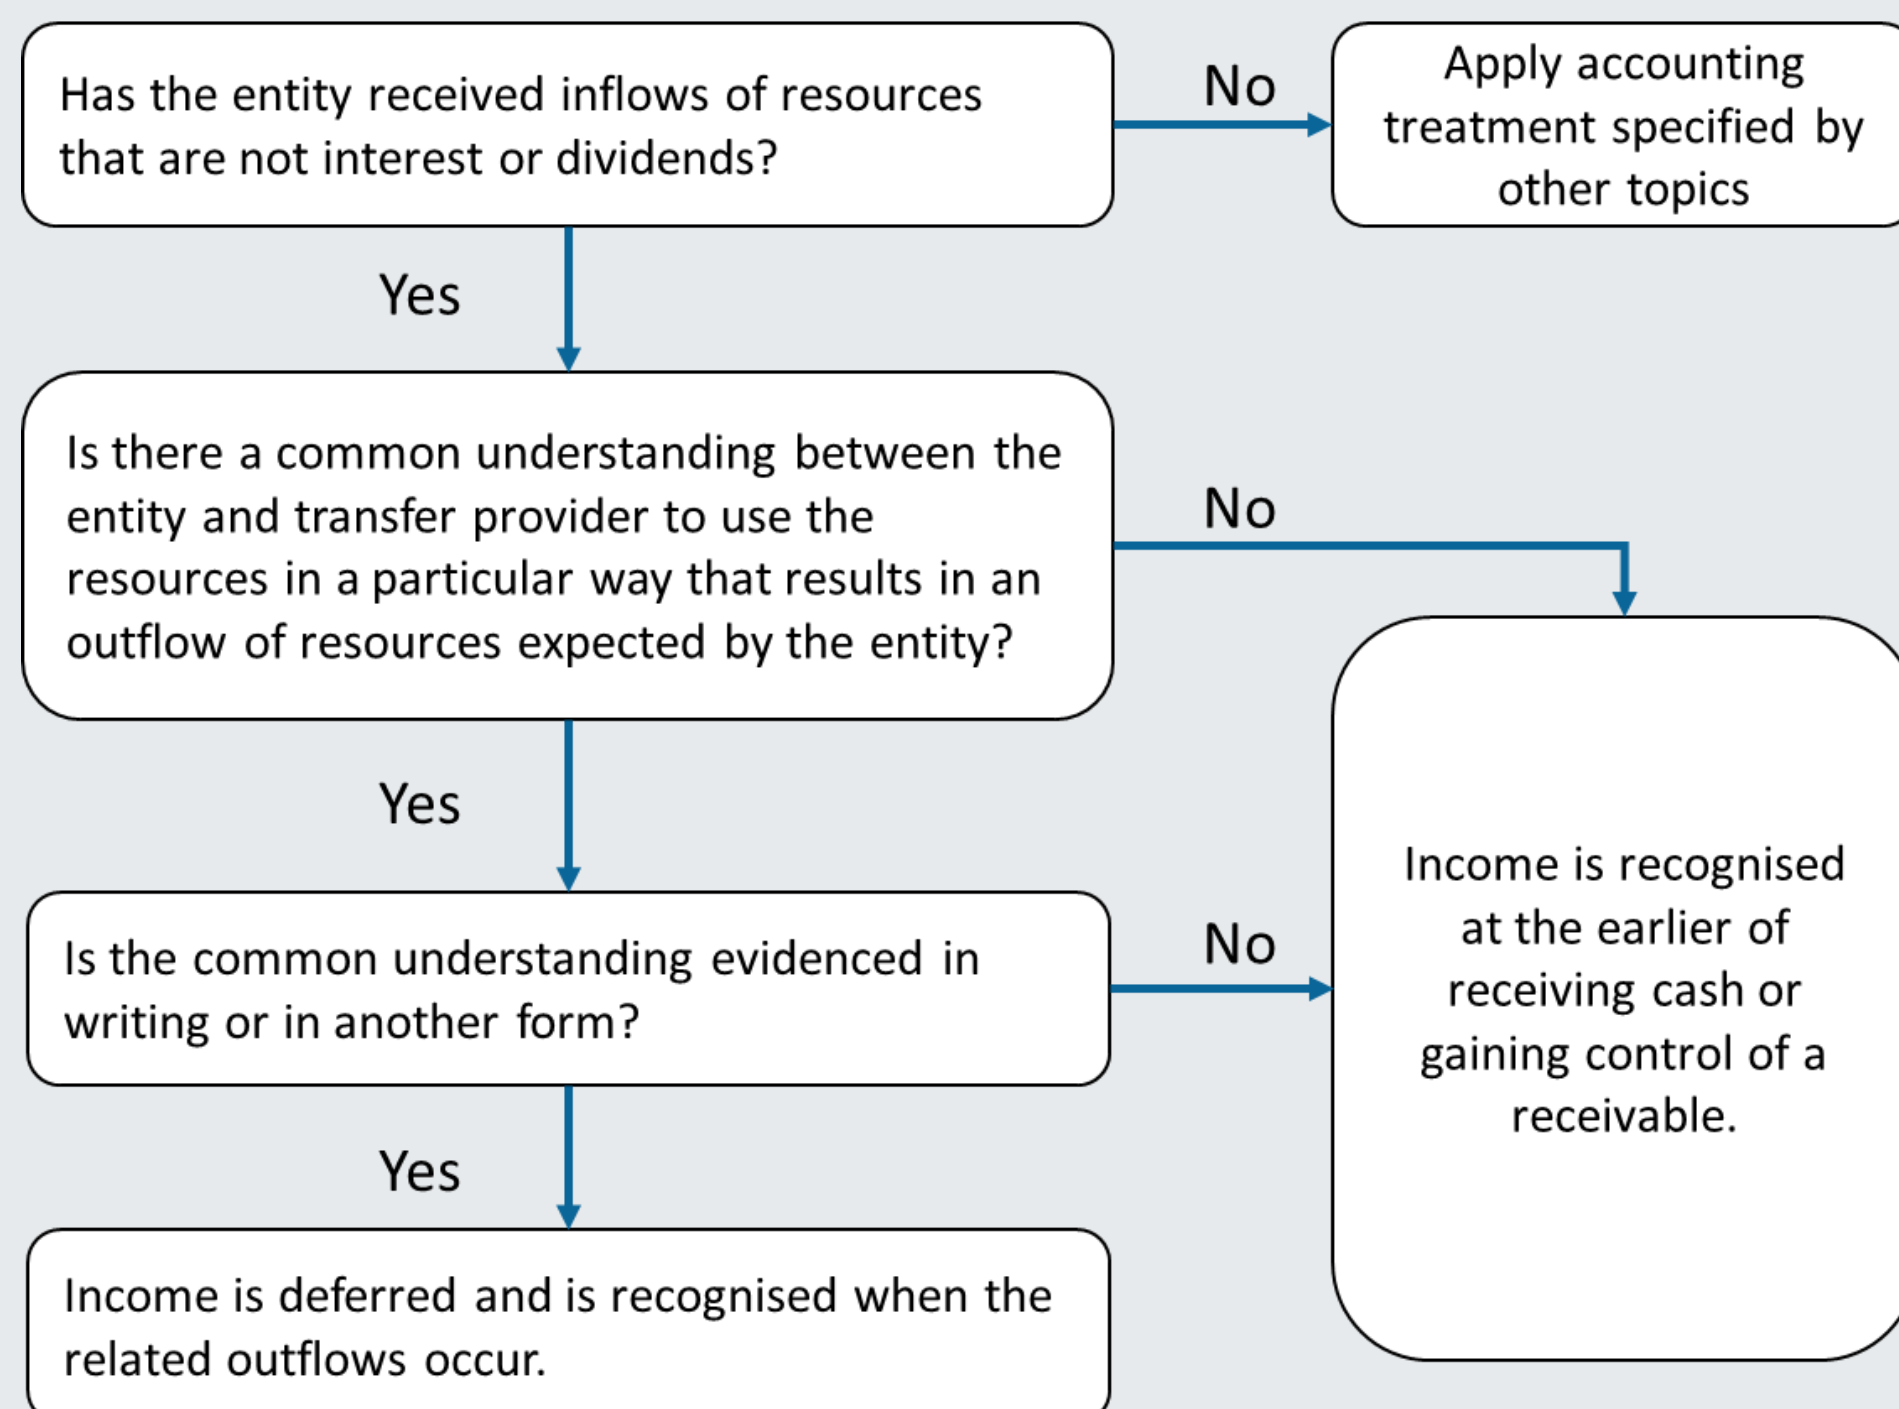 Has the entity received inflows of resources
that are not interest or dividends?
No
Apply accounting
treatment specified by
other topics
Yes
Is there a common understanding between the
entity and transfer provider to use the
resources in a particular way that results in an
outflow of resources expected by the entity?
No
Yes
Is the common understanding evidenced in
writing or in another form?
No
Income is recognised
at the earlier of
receiving cash or
gaining control of a
receivable.
Yes
Income is deferred and is recognised when the
related outflows occur.